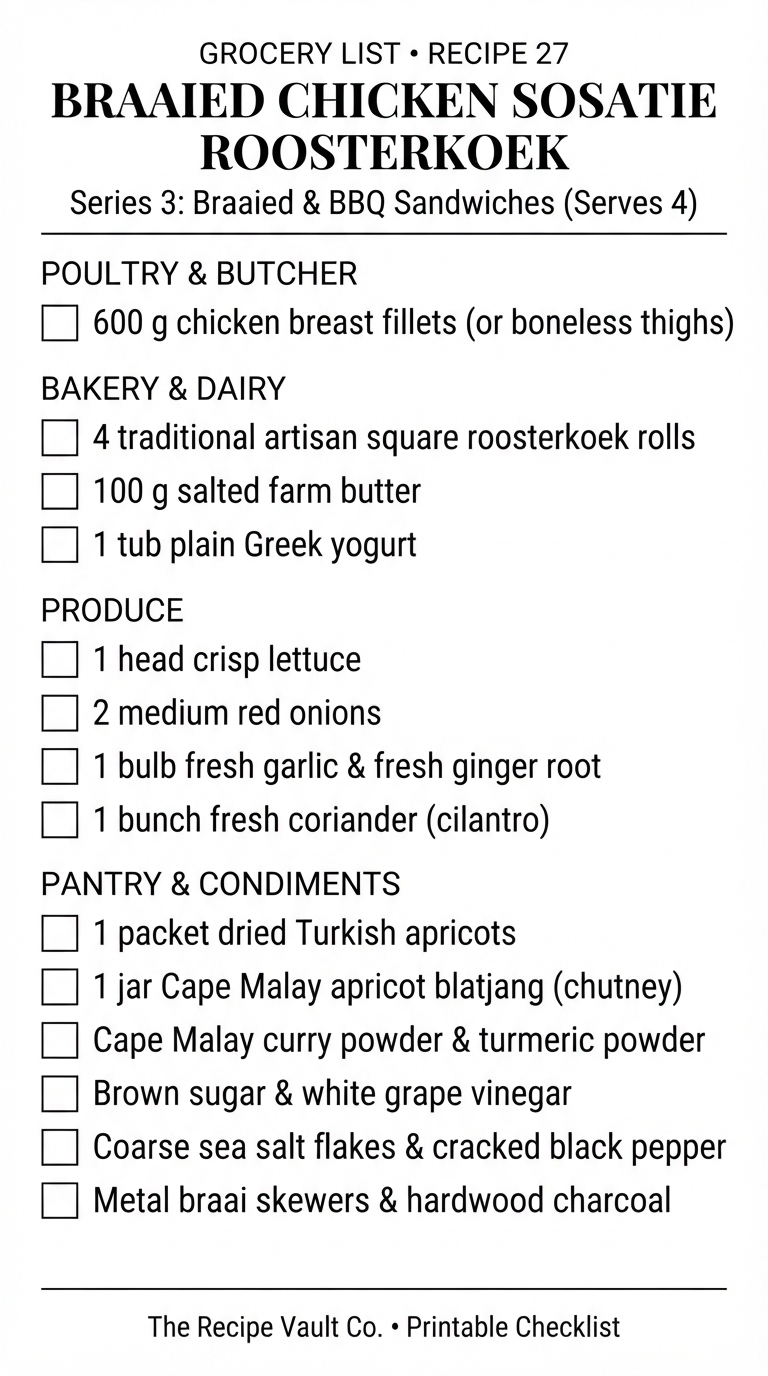 GROCERY LIST • RECIPE 27
BRAAIED CHICKEN SOSATIE
ROOSTERKOEK
Series 3: Braaied & BBQ Sandwiches (Serves 4)
POULTRY & BUTCHER
600 g chicken breast fillets (or boneless thighs)
BAKERY & DAIRY
4 traditional artisan square roosterkoek rolls
100 g salted farm butter
1 tub plain Greek yogurt
PRODUCE
1 head crisp lettuce
2 medium red onions
1 bulb fresh garlic & fresh ginger root
1 bunch fresh coriander (cilantro)
PANTRY & CONDIMENTS
1 packet dried Turkish apricots
1 jar Cape Malay apricot blatjang (chutney)
Cape Malay curry powder & turmeric powder
Brown sugar & white grape vinegar
Coarse sea salt flakes & cracked black pepper
Metal braai skewers & hardwood charcoal
The Recipe Vault Co. • Printable Checklist